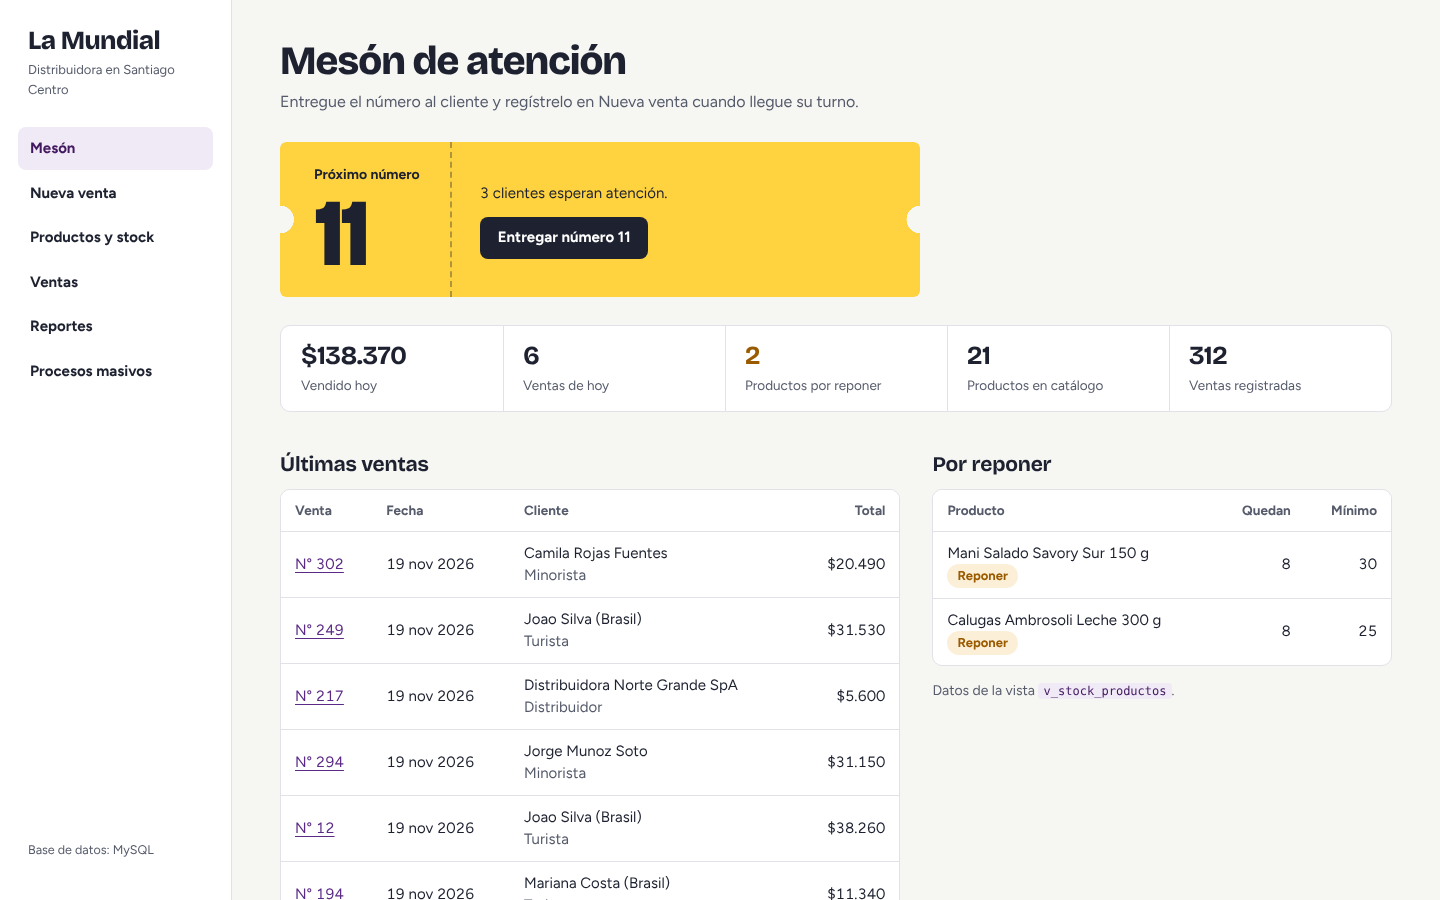 La Mundial
Distribuidora en Santiago
Centro
Mesón
Nueva venta
Productos y stock
Ventas
Reportes
Procesos masivos
Base de datos: MySQL
Mesón de atención
Entregue el número al cliente y regístrelo en Nueva venta cuando llegue su turno.
Próximo número
11
3 clientes esperan atención.
Entregar número 11
$138.370
Vendido hoy
6
Ventas de hoy
2
Productos por reponer
21
Productos en catálogo
312
Ventas registradas
Últimas ventas
Venta Fecha Cliente Total
N° 302 19 nov 2026 Camila Rojas Fuentes $20.490
Minorista
N° 249 19 nov 2026 Joao Silva (Brasil) $31.530
Turista
N° 217 19 nov 2026 Distribuidora Norte Grande SpA $5.600
Distribuidor
N° 294 19 nov 2026 Jorge Munoz Soto $31.150
Minorista
N° 12 19 nov 2026 Joao Silva (Brasil) $38.260
Turista
N° 194 19 nov 2026 Mariana Costa (Brasil) $11.340
Por reponer
Producto Quedan Mínimo
Mani Salado Savory Sur 150 g 8 30
Reponer
Calugas Ambrosoli Leche 300 g 8 25
Reponer
Datos de la vista v_stock_productos.